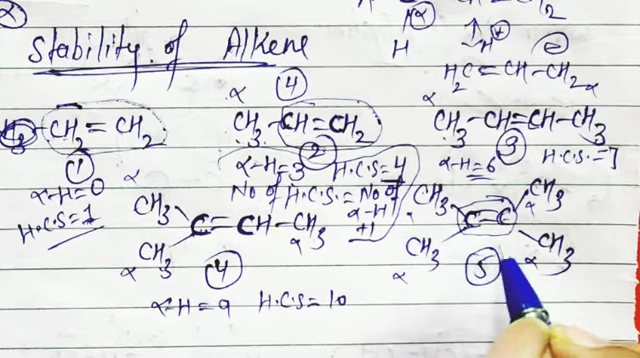 Stability of Alkene
H
H⊕
H₂C=CH-CH₂ α
CH₂=CH₂
①
α-H=0
H.C.S=1
α ④
CH₃-CH=CH₂
②
α-H=3 H.C.S=4
No of H.C.S.=No of α-H +1
α
CH₃-CH=CH-CH₃
③
α-H=6 H.C.S.=7
α
CH₃
C=CH-CH₃
α
CH₃
α
④
α-H=9 H.C.S=10
CH₃ CH₃
α α
C=C
CH₃ CH₃
α α
⑤